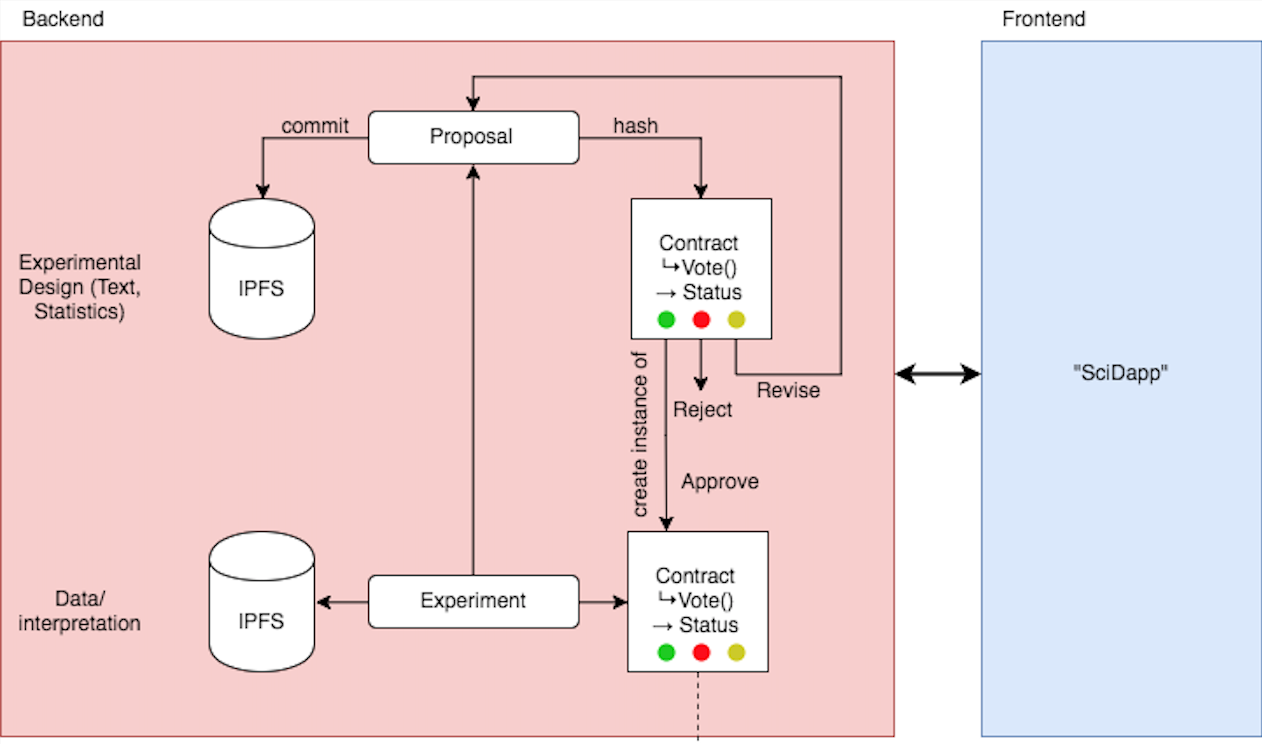 Backend
Frontend
commit
Proposal
hash
Experimental
Design (Text,
Statistics)
IPFS
Contract
↳Vote()
→ Status
create instance of
Reject
Revise
Approve
"SciDapp"
Data/
interpretation
IPFS
Experiment
Contract
↳Vote()
→ Status